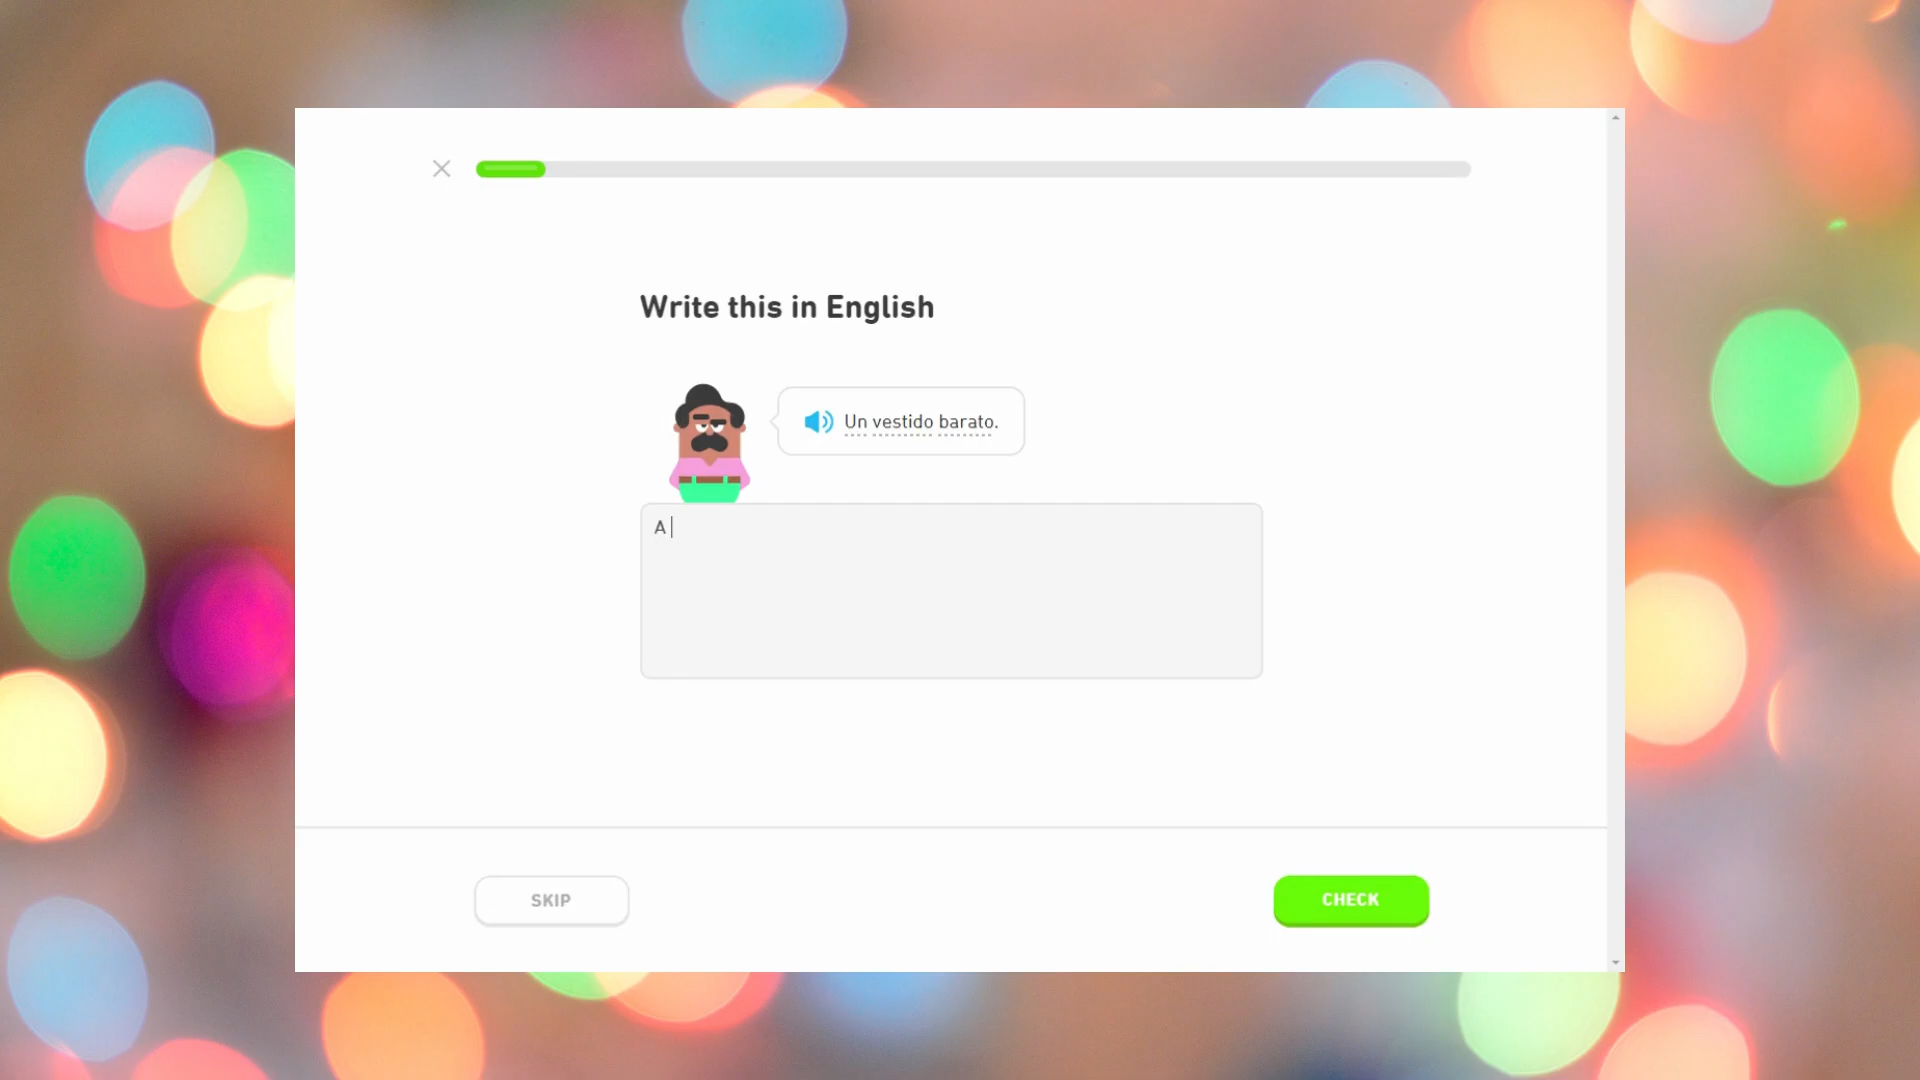 Write this in English
Un vestido barato.
A
SKIP
CHECK